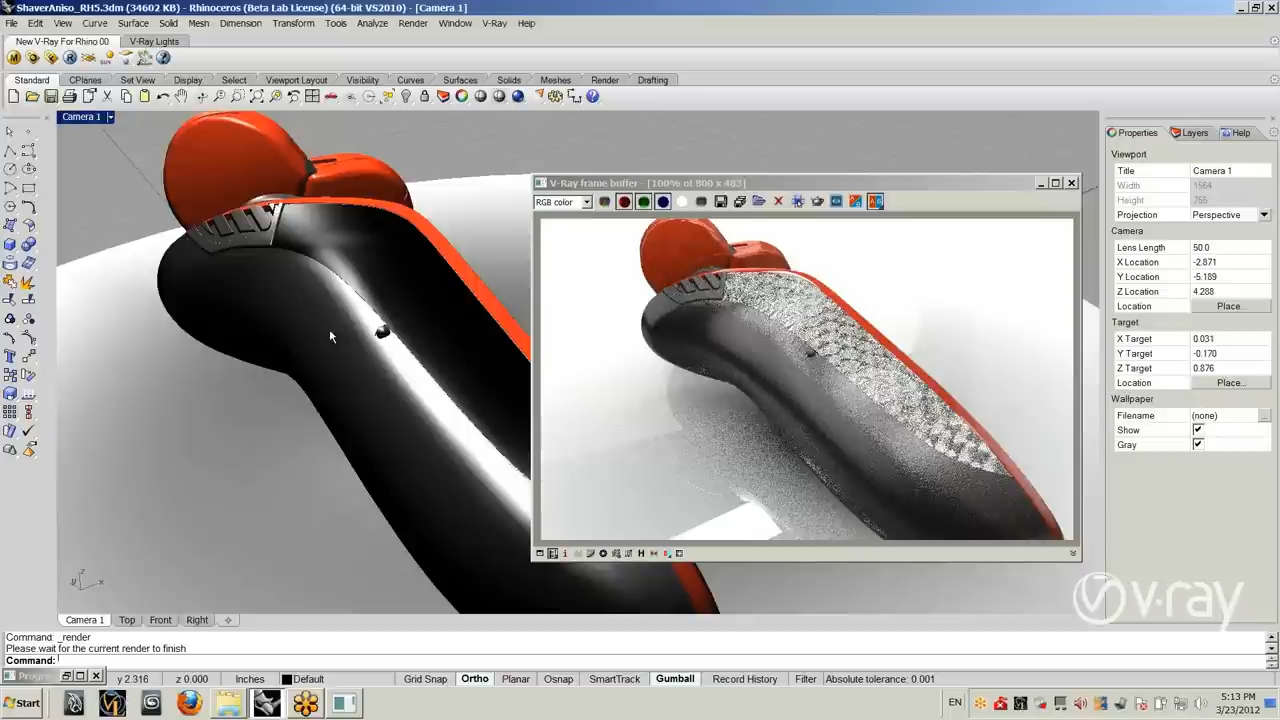 ShaverAniso_RH5.3dm (34602 KB) - Rhinoceros (Beta Lab License) (64-bit VS2010) - [Camera 1]
File Edit View Curve Surface Solid Mesh Dimension Transform Tools Analyze Render Window V-Ray Help
New V-Ray For Rhino 00 V-Ray Lights
Standard CPlanes Set View Display Select Viewport Layout Visibility Curves Surfaces Solids Meshes Render Drafting
Camera 1
Properties Layers Help
Viewport
Title Camera 1
Width 1564
Height 755
Projection Perspective
Camera
Lens Length 50.0
X Location -2.871
Y Location -5.189
Z Location 4.288
Location Place...
Target
X Target 0.031
Y Target -0.170
Z Target 0.876
Location Place...
Wallpaper
Filename (none) ...
Show
Gray
V-Ray frame buffer - [100% of 800 x 483]
RGB color
z y x
v-ray
Camera 1 Top Front Right
Command: _render
Please wait for the current render to finish
Command:
y 2.316 z 0.000 Inches Default Grid Snap Ortho Planar Osnap SmartTrack Gumball Record History Filter Absolute tolerance: 0.001
Start
EN
5:13 PM
3/23/2012